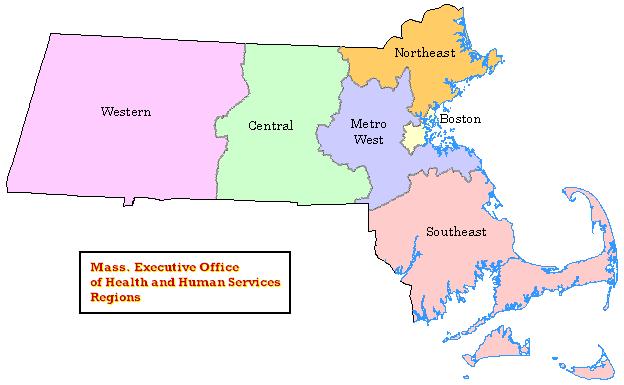 Northeast
Western
Central
Metro
West
Boston
Southeast
Mass. Executive Office
of Health and Human Services
Regions